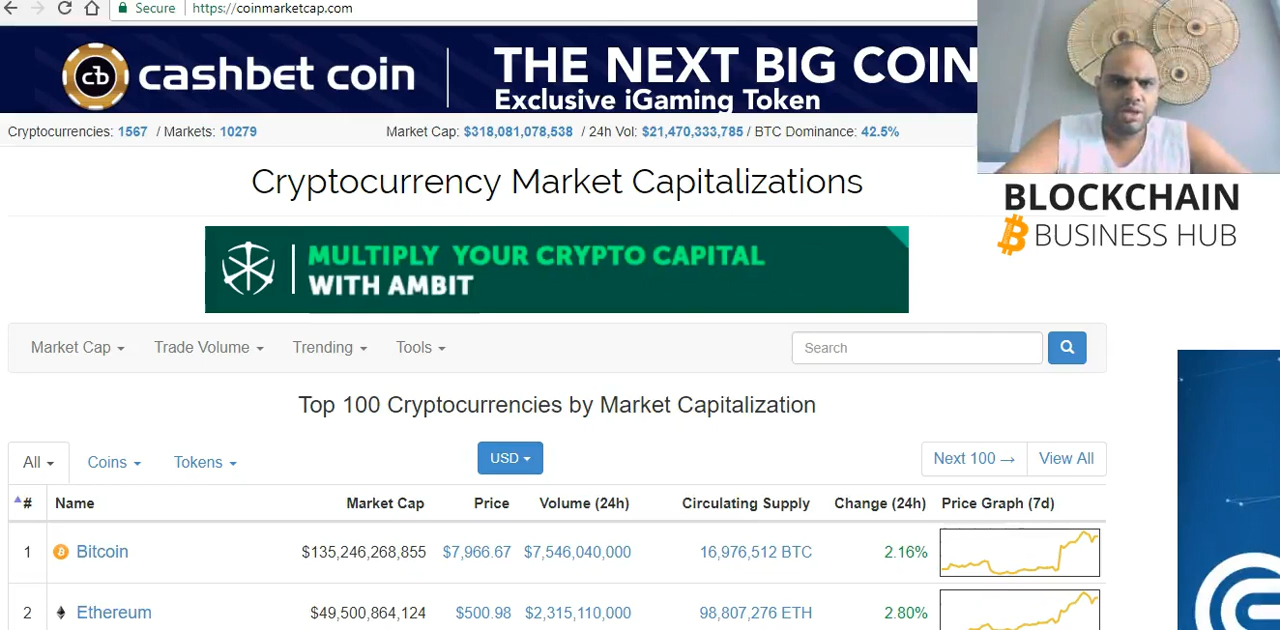 Secure https://coinmarketcap.com
cb cashbet coin
THE NEXT BIG COIN
Exclusive iGaming Token
Cryptocurrencies: 1567 / Markets: 10279 Market Cap: $318,081,078,538 / 24h Vol: $21,470,333,785 / BTC Dominance: 42.5%
Cryptocurrency Market Capitalizations
BLOCKCHAIN
BUSINESS HUB
MULTIPLY YOUR CRYPTO CAPITAL
WITH AMBIT
Market Cap Trade Volume Trending Tools Search
Top 100 Cryptocurrencies by Market Capitalization
All Coins Tokens USD Next 100 → View All
# Name Market Cap Price Volume (24h) Circulating Supply Change (24h) Price Graph (7d)
1 Bitcoin $135,246,268,855 $7,966.67 $7,546,040,000 16,976,512 BTC 2.16%
2 Ethereum $49,500,864,124 $500.98 $2,315,110,000 98,807,276 ETH 2.80%